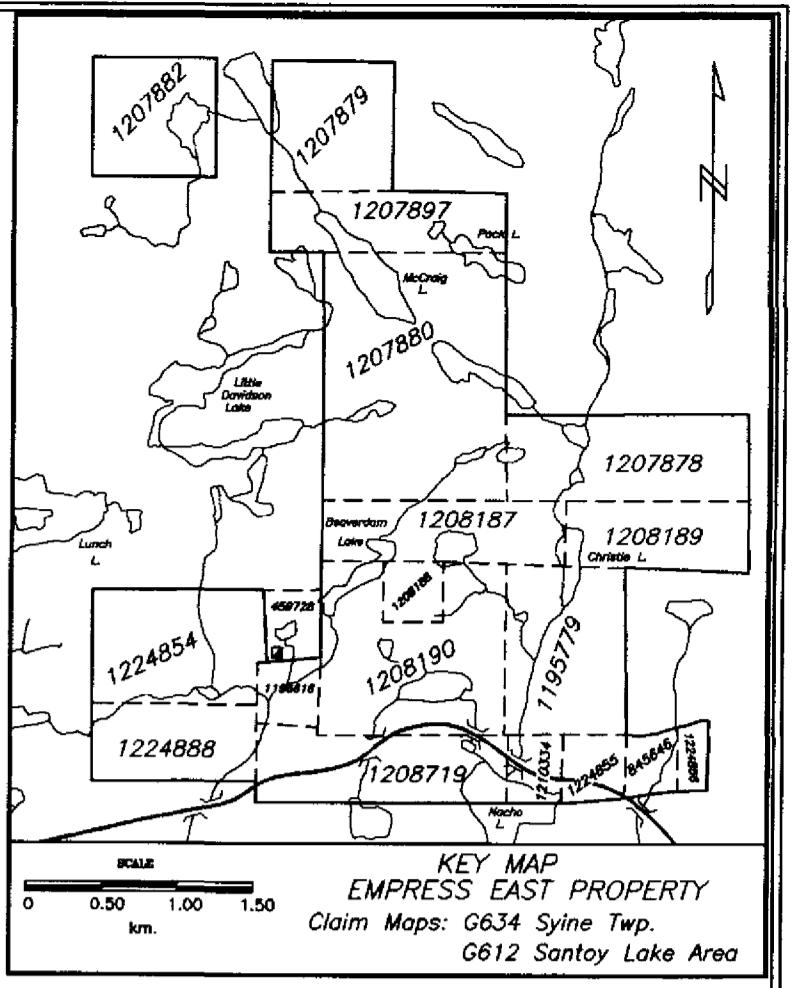 1207882
1207879
1207897
Pack L.
McCraig
L.
1207880
Little
Davidson
Lake
1207878
1208187
1208189
Beaverdam
Lake
Christie L.
Lunch
L.
1208188
1224854
1208190
1195779
1224888
1208719
1210334
1224855
845646
Nacho
L.
N
SCALE
0 0.50 1.00 1.50
km.
KEY MAP
EMPRESS EAST PROPERTY
Claim Maps: G634 Syine Twp.
G612 Santoy Lake Area